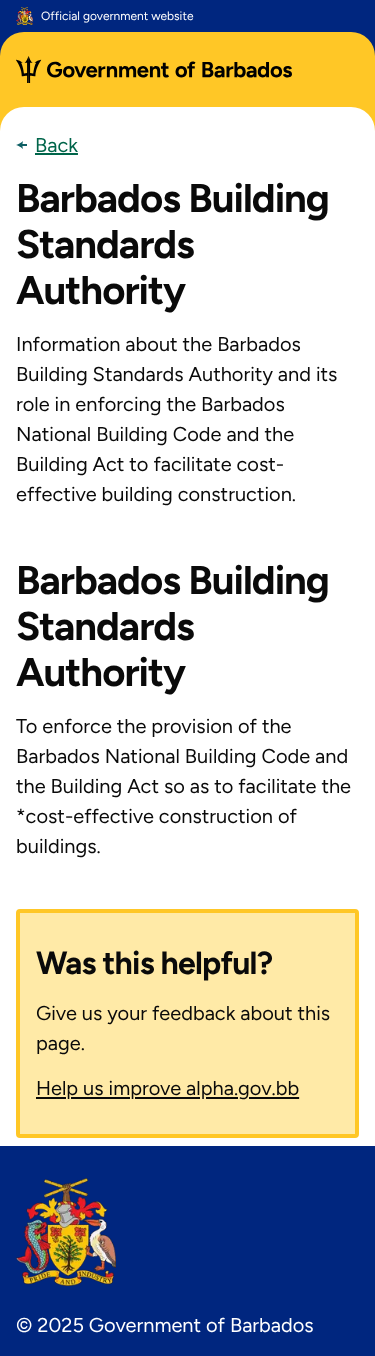 Official government website
Government of Barbados
Back
Barbados Building
Standards
Authority
Information about the Barbados
Building Standards Authority and its
role in enforcing the Barbados
National Building Code and the
Building Act to facilitate cost-
effective building construction.
Barbados Building
Standards
Authority
To enforce the provision of the
Barbados National Building Code and
the Building Act so as to facilitate the
*cost-effective construction of
buildings.
Was this helpful?
Give us your feedback about this
page.
Help us improve alpha.gov.bb
PRIDE AND INDUSTRY
© 2025 Government of Barbados